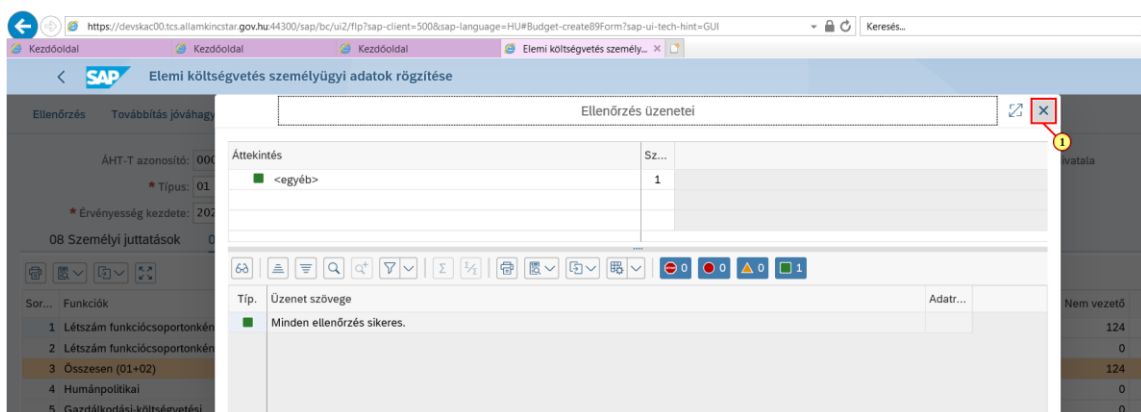 https://devskac00.tcs.allamkincstar.gov.hu:44300/sap/bc/ui2/flp?sap-client=500&sap-language=HU#Budget-create89Form?sap-ui-tech-hint=GUI Keresés...
Kezdőoldal Kezdőoldal Kezdőoldal Elemi költségvetés személy...
SAP Elemi költségvetés személyügyi adatok rögzítése
Ellenőrzés Továbbítás jóváhagy Ellenőrzés üzenetei
1
ÁHT-T azonosító: 000 Áttekintés Sz... ivatala
* Típus: 01 <egyéb> 1
* Érvényesség kezdete: 202
08 Személyi juttatások 0
0 0 0 1
Típ. Üzenet szövege Adatr...
Sor... Funkciók Nem vezető
Minden ellenőrzés sikeres.
1 Létszám funkciócsoportonkén 124
2 Létszám funkciócsoportonkén 0
3 Összesen (01+02) 124
4 Humánpolitikai 0
5 Gazdálkodási-költségvetési 0